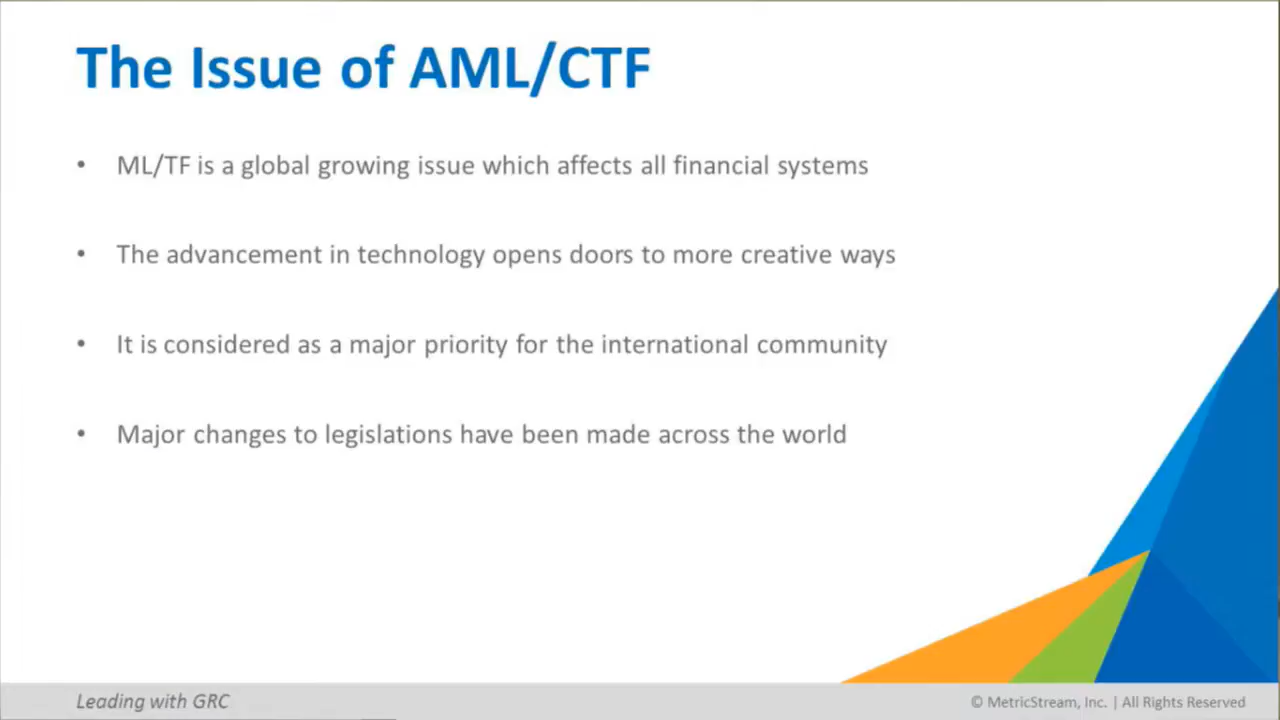 The Issue of AML/CTF
• ML/TF is a global growing issue which affects all financial systems
• The advancement in technology opens doors to more creative ways
• It is considered as a major priority for the international community
• Major changes to legislations have been made across the world
Leading with GRC
© MetricStream, Inc. | All Rights Reserved